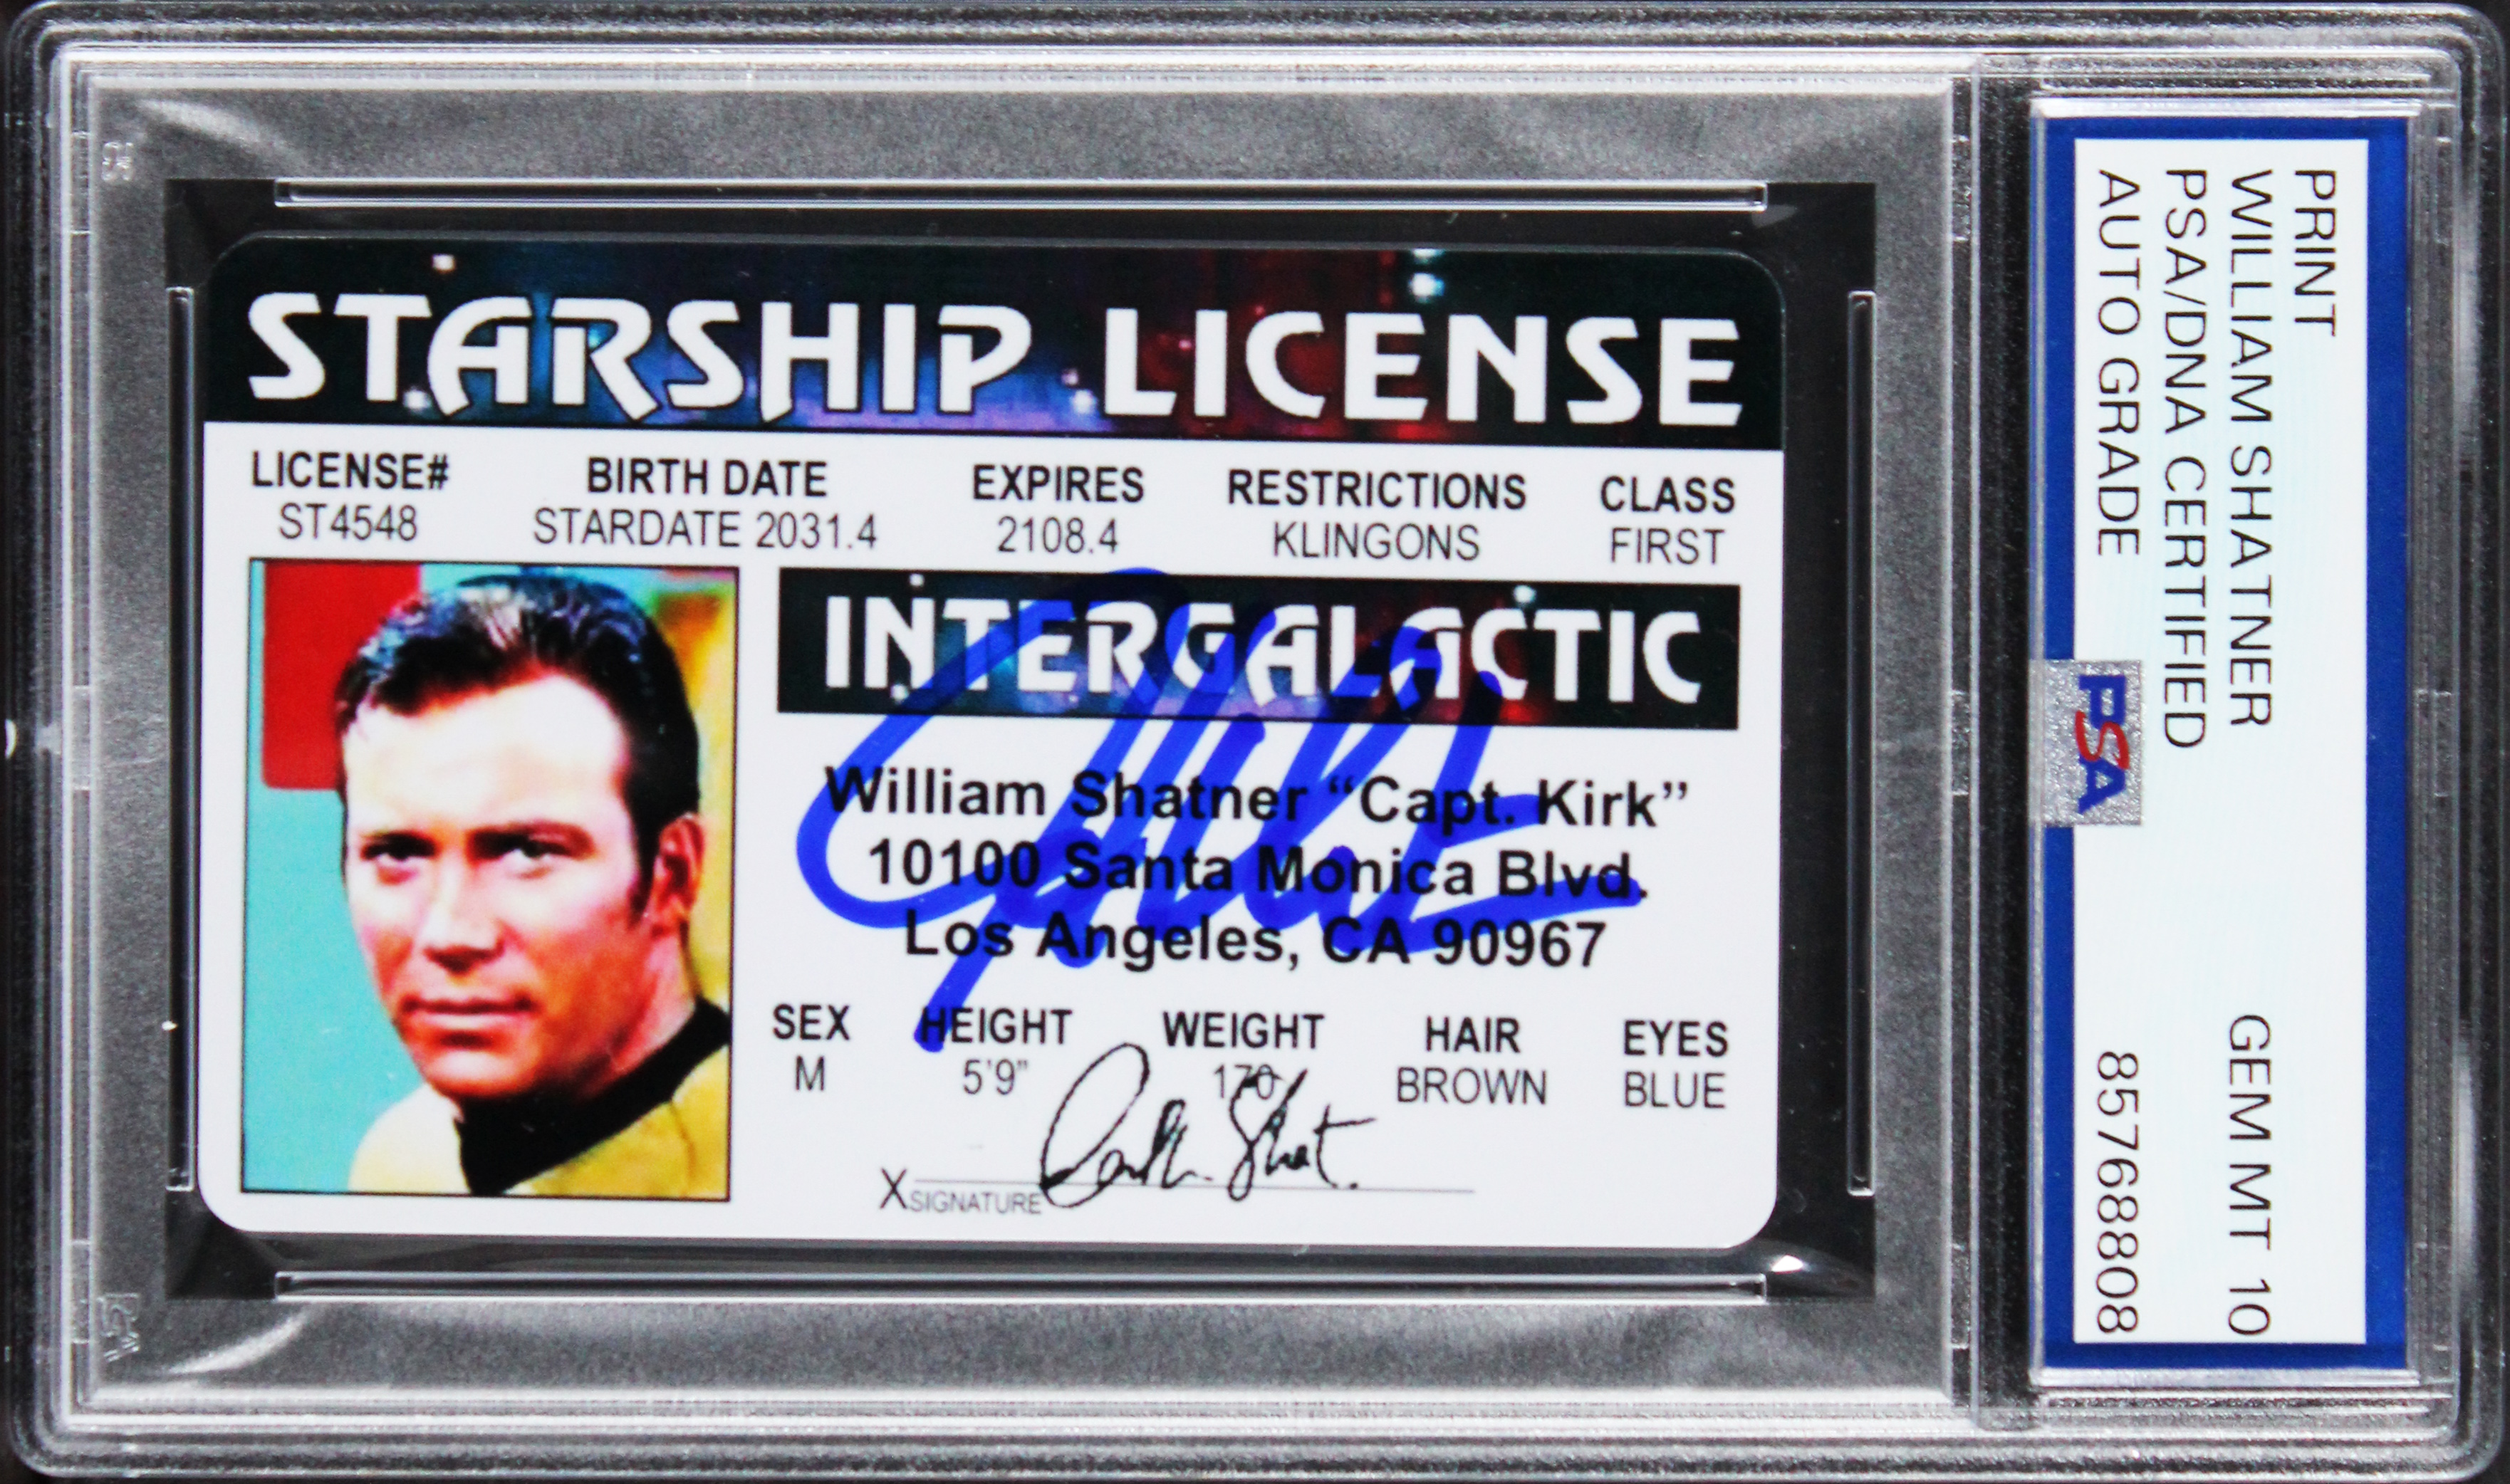 STARSHIP LICENSE
LICENSE# BIRTH DATE EXPIRES RESTRICTIONS CLASS
ST4548 STARDATE 2031.4 2108.4 KLINGONS FIRST
INTERGALACTIC
William Shatner “Capt. Kirk”
10100 Santa Monica Blvd.
Los Angeles, CA 90967
SEX HEIGHT WEIGHT HAIR EYES
M 5'9" 170 BROWN BLUE
X SIGNATURE
PRINT
WILLIAM SHATNER GEM MT 10
PSA/DNA CERTIFIED
AUTO GRADE 85768808
PSA